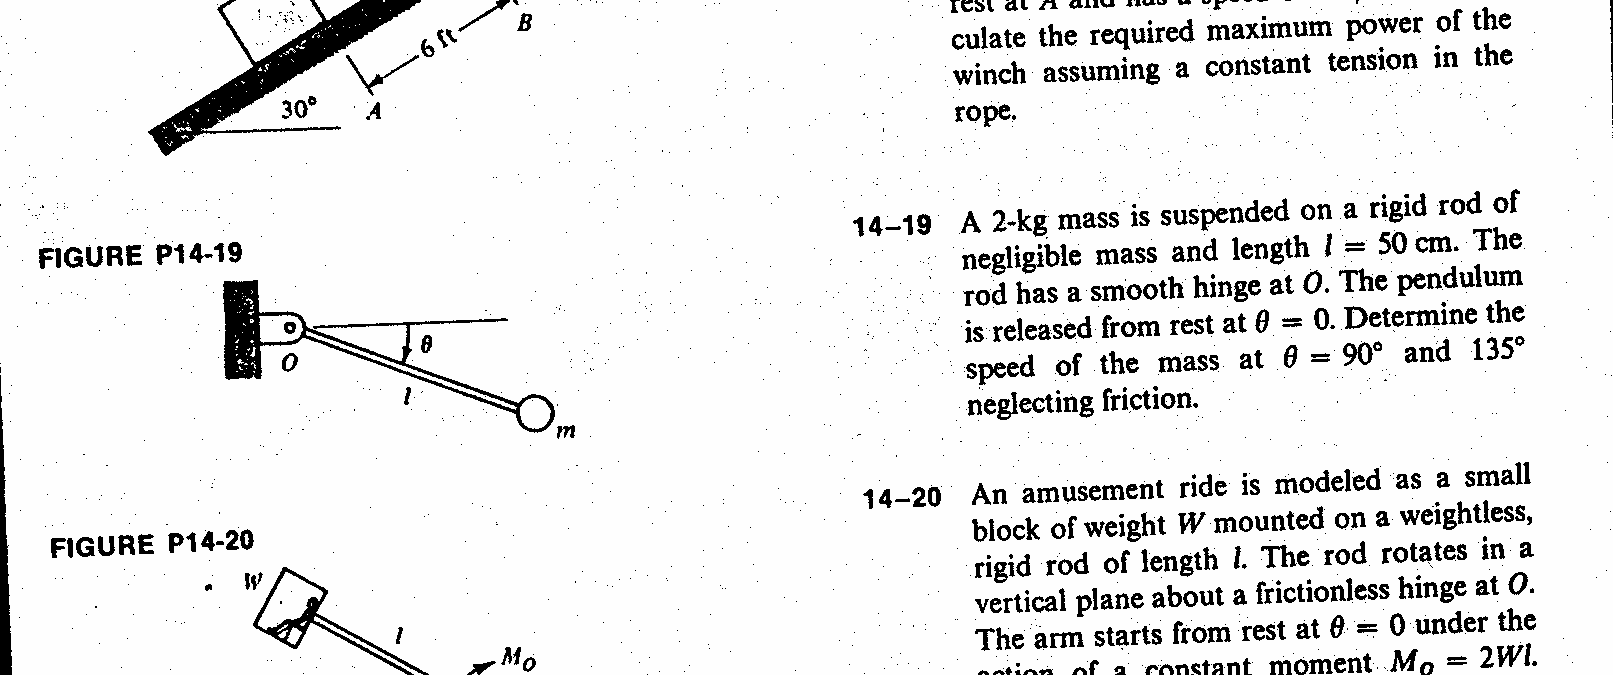 B
6 ft
30°
A
culate the required maximum power of the
winch assuming a constant tension in the
rope.
FIGURE P14-19
O
θ
l
m
14–19 A 2-kg mass is suspended on a rigid rod of
negligible mass and length l = 50 cm. The
rod has a smooth hinge at O. The pendulum
is released from rest at θ = 0. Determine the
speed of the mass at θ = 90° and 135°
neglecting friction.
FIGURE P14-20
W
l
M_O
14–20 An amusement ride is modeled as a small
block of weight W mounted on a weightless,
rigid rod of length l. The rod rotates in a
vertical plane about a frictionless hinge at O.
The arm starts from rest at θ = 0 under the
action of a constant moment M_O = 2Wl.